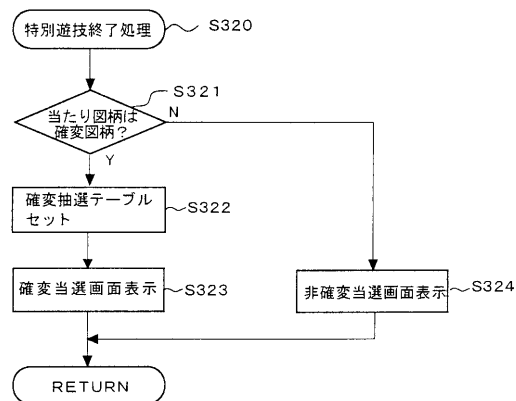 特別遊技終了処理
S320
S321
当たり図柄は
確変図柄？
N
Y
確変抽選テーブル
セット
S322
確変当選画面表示
S323
非確変当選画面表示
S324
RETURN